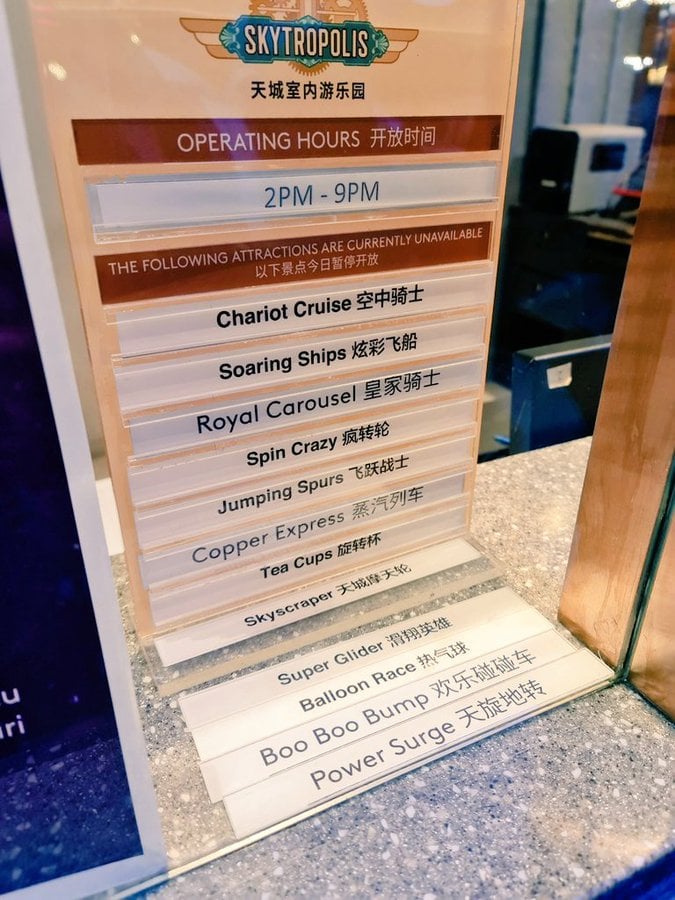 SKYTROPOLIS
天城室内游乐园
OPERATING HOURS 开放时间
2PM - 9PM
THE FOLLOWING ATTRACTIONS ARE CURRENTLY UNAVAILABLE
以下景点今日暂停开放
Chariot Cruise 空中骑士
Soaring Ships 炫彩飞船
Royal Carousel 皇家骑士
Spin Crazy 疯转轮
Jumping Spurs 飞跃战士
Copper Express 蒸汽列车
Tea Cups 旋转杯
Skyscraper 天城摩天轮
Super Glider 滑翔英雄
Balloon Race 热气球
Boo Boo Bump 欢乐碰碰车
Power Surge 天旋地转